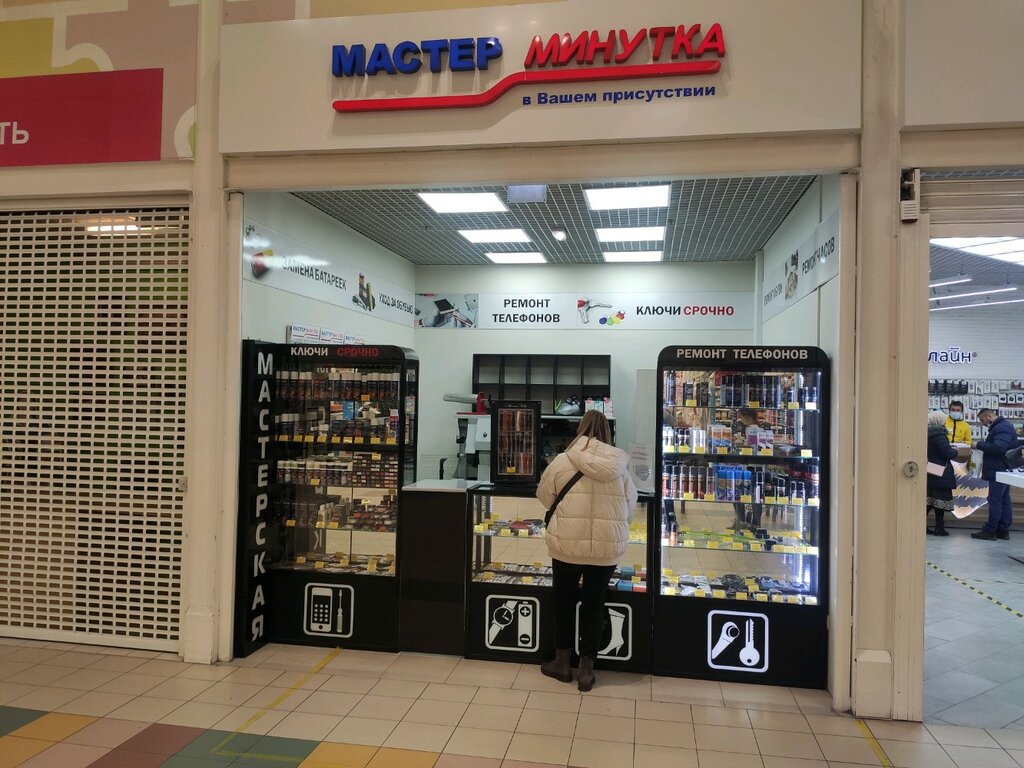 МАСТЕР МИНУТКА
в Вашем присутствии
ТЬ
ЗАМЕНА БАТАРЕЕК
УХОД ЗА ОБУВЬЮ
РЕМОНТ
ТЕЛЕФОНОВ
КЛЮЧИ СРОЧНО
РЕМОНТ ЧАСОВ
КЛЮЧИ СРОЧНО
РЕМОНТ ТЕЛЕФОНОВ
МАСТЕРСКАЯ
лайн